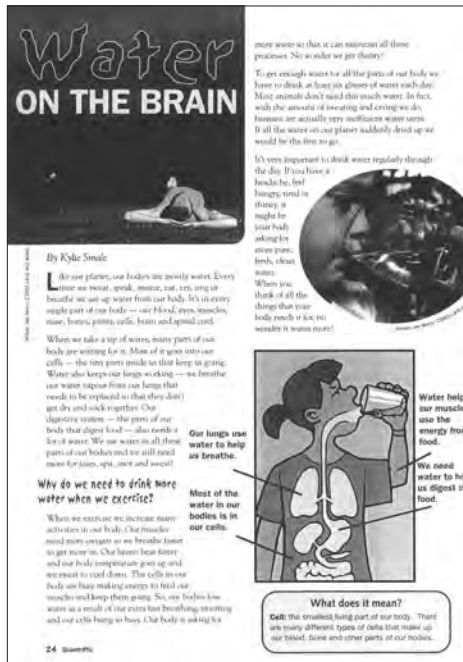 Water
ON THE BRAIN
By Kylie Smale
Like our planet, our bodies are mostly water. Every
time we sweat, speak, sneeze, eat, cry, sing or
breathe we use up water from our body. It's in every
single part of our body — our blood, eyes, muscles,
nose, bones, joints, cells, brain and spinal cord.
When we take a sip of water, many parts of our
body are waiting for it. Most of it goes into our
cells — the tiny parts inside us that keep us going.
Water also keeps our lungs working — we breathe
out water vapour from our lungs that
needs to be replaced so that they don't
get dry and stick together. Our
digestive system — the parts of our
body that digest food — also needs a
lot of water. We use water in all these
parts of our bodies and we still need
more for tears, spit, snot and sweat!
Why do we need to drink more
water when we exercise?
When we exercise we increase many
activities in our body. Our muscles
need more oxygen so we breathe faster
to get more in. Our hearts beat faster
and our body temperature goes up and
we sweat to cool down. The cells in our
body are busy making energy to feed our
muscles and keep them going. So, our bodies lose
water as a result of our extra fast breathing, sweating
and our cells being so busy. Our body is asking for
24 Scientriffic
more water so that it can maintain all these
processes. No wonder we get thirsty!
To get enough water for all the parts of our body we
have to drink at least six glasses of water each day.
Most animals don't need this much water. In fact,
with the amount of sweating and crying we do,
humans are actually very inefficient water users.
If all the water on our planet suddenly dried up we
would be the first to go.
It's very important to drink water regularly through
the day. If you have a
headache, feel
hungry, tired or
thirsty, it
might be
your body
asking for
more pure,
fresh, clean
water.
When you
think of all the
things that your
body needs it for, no
wonder it wants more!
Our lungs use
water to help
us breathe.
Most of the
water in our
bodies is in
our cells.
Water help
our muscle
use the
energy fro
food.
We need
water to he
us digest o
food.
What does it mean?
Cell: the smallest living part of our body. There
are many different types of cells that make up
our blood, bone and other parts of our bodies.